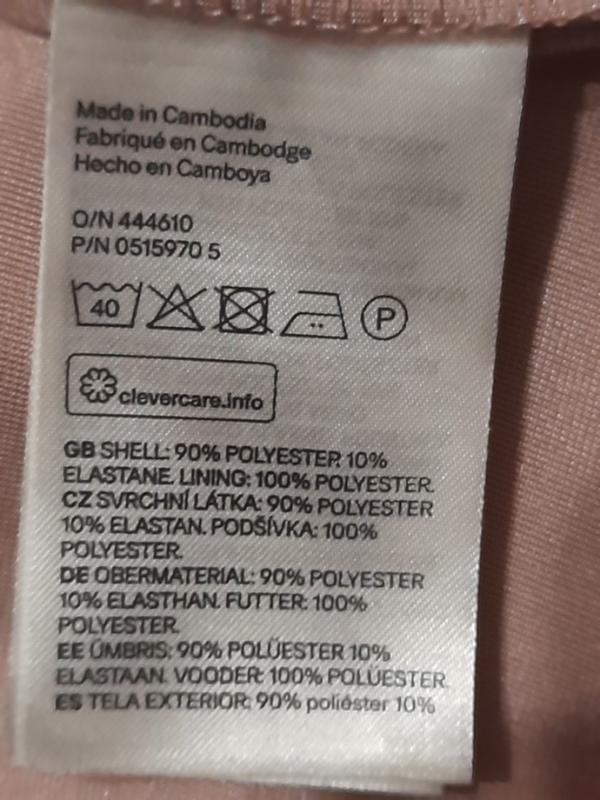 Made in Cambodia
Fabriqué en Cambodge
Hecho en Camboya
O/N 444610
P/N 0515970 5
40
P
clevercare.info
GB SHELL: 90% POLYESTER 10%
ELASTANE. LINING: 100% POLYESTER.
CZ SVRCHNÍ LÁTKA: 90% POLYESTER
10% ELASTAN. PODŠÍVKA: 100%
POLYESTER.
DE OBERMATERIAL: 90% POLYESTER
10% ELASTHAN. FUTTER: 100%
POLYESTER.
EE ÜMBRIS: 90% POLÜESTER 10%
ELASTAAN. VOODER: 100% POLÜESTER.
ES TELA EXTERIOR: 90% poliéster 10%